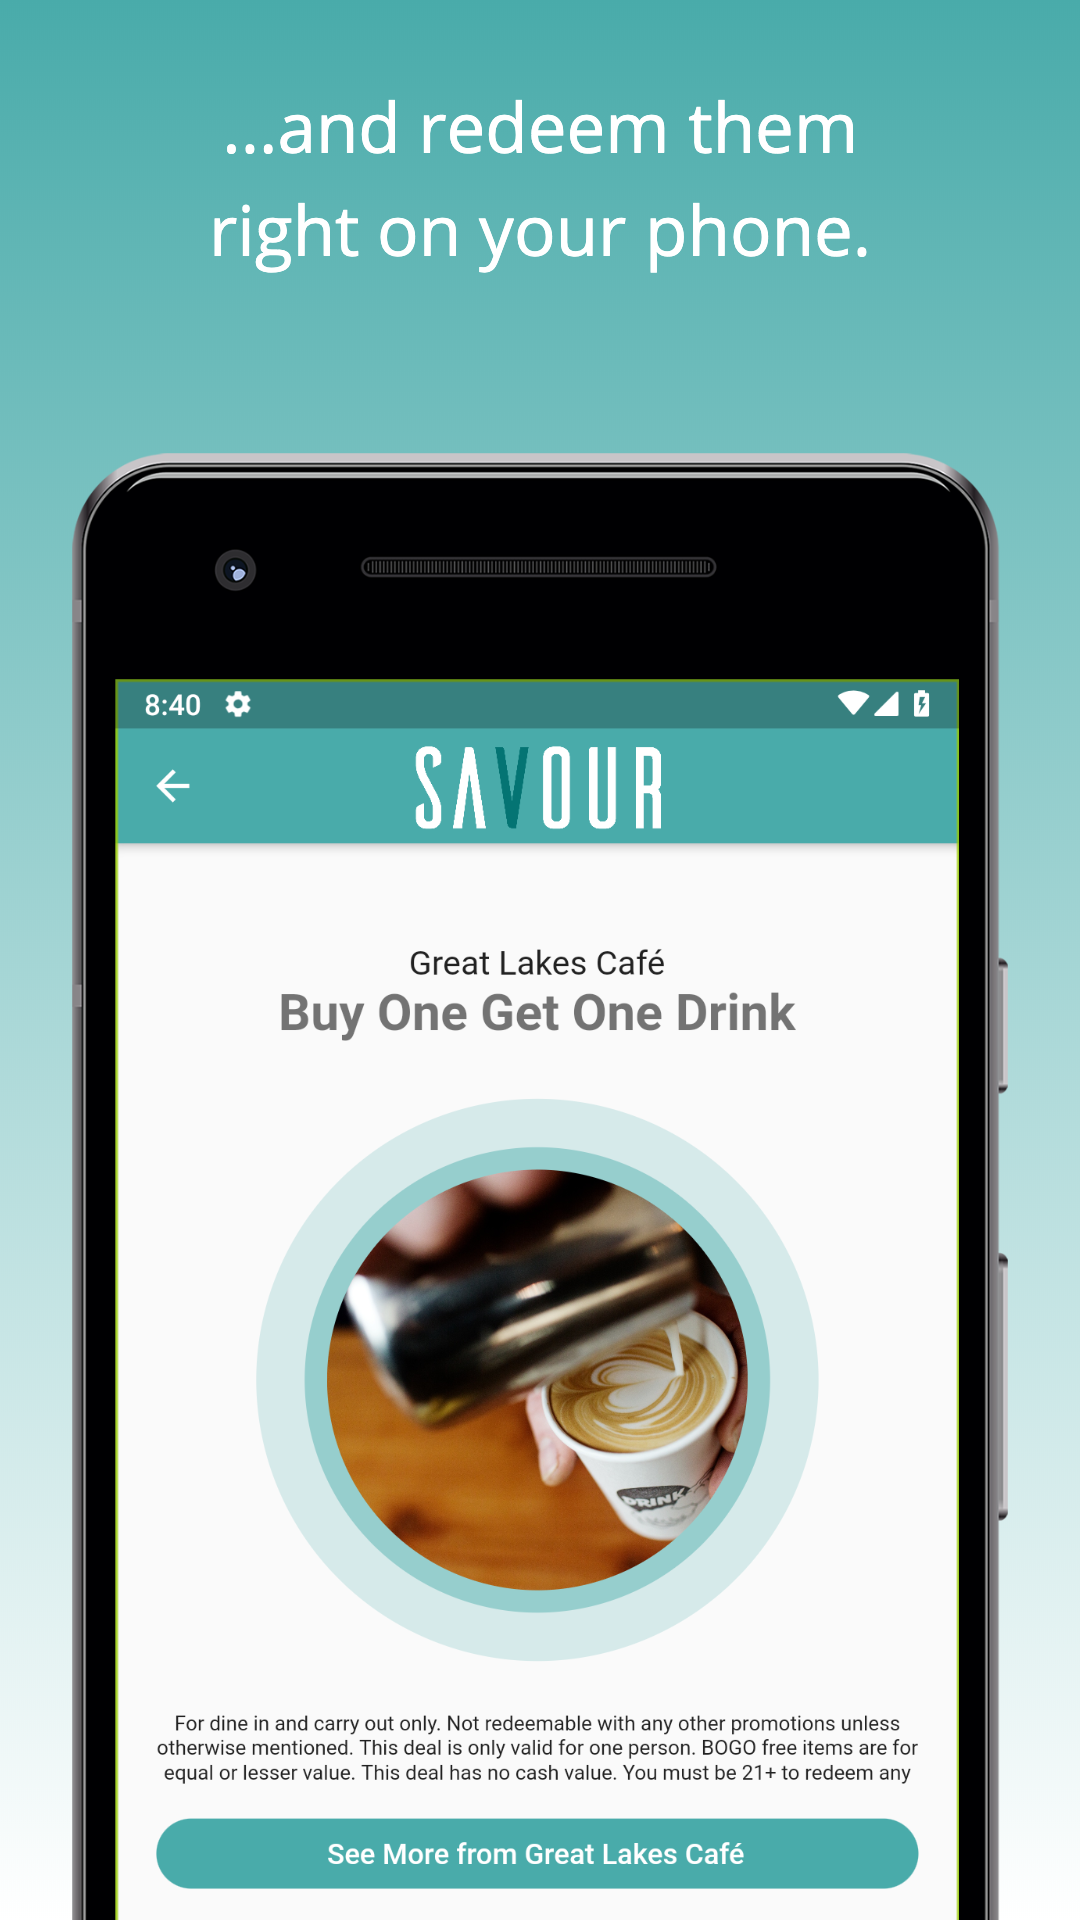 ...and redeem them
right on your phone.
8:40
SAVOUR
Great Lakes Café
Buy One Get One Drink
DRINK
For dine in and carry out only. Not redeemable with any other promotions unless
otherwise mentioned. This deal is only valid for one person. BOGO free items are for
equal or lesser value. This deal has no cash value. You must be 21+ to redeem any
See More from Great Lakes Café